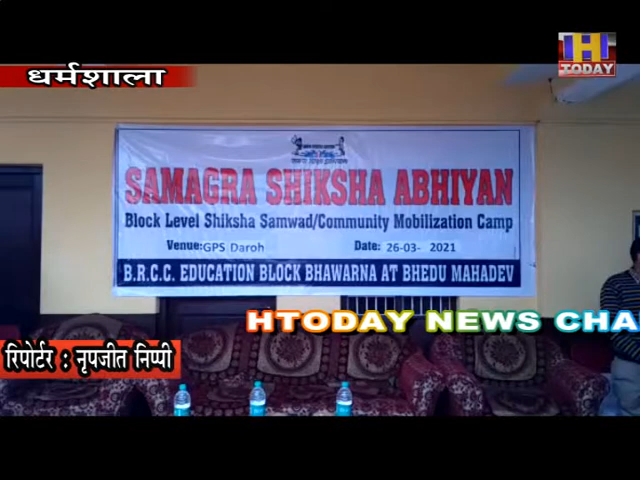 H
TODAY
धर्मशाला
SAMAGRA SHIKSHA ABHIYAN
Block Level Shiksha Samwad/Community Mobilization Camp
Venue:GPS Daroh Date: 26-03- 2021
B.R.C.C. EDUCATION BLOCK BHAWARNA AT BHEDU MAHADEV
HTODAY NEWS CHA
रिपोर्टर : नृपजीत निप्पी